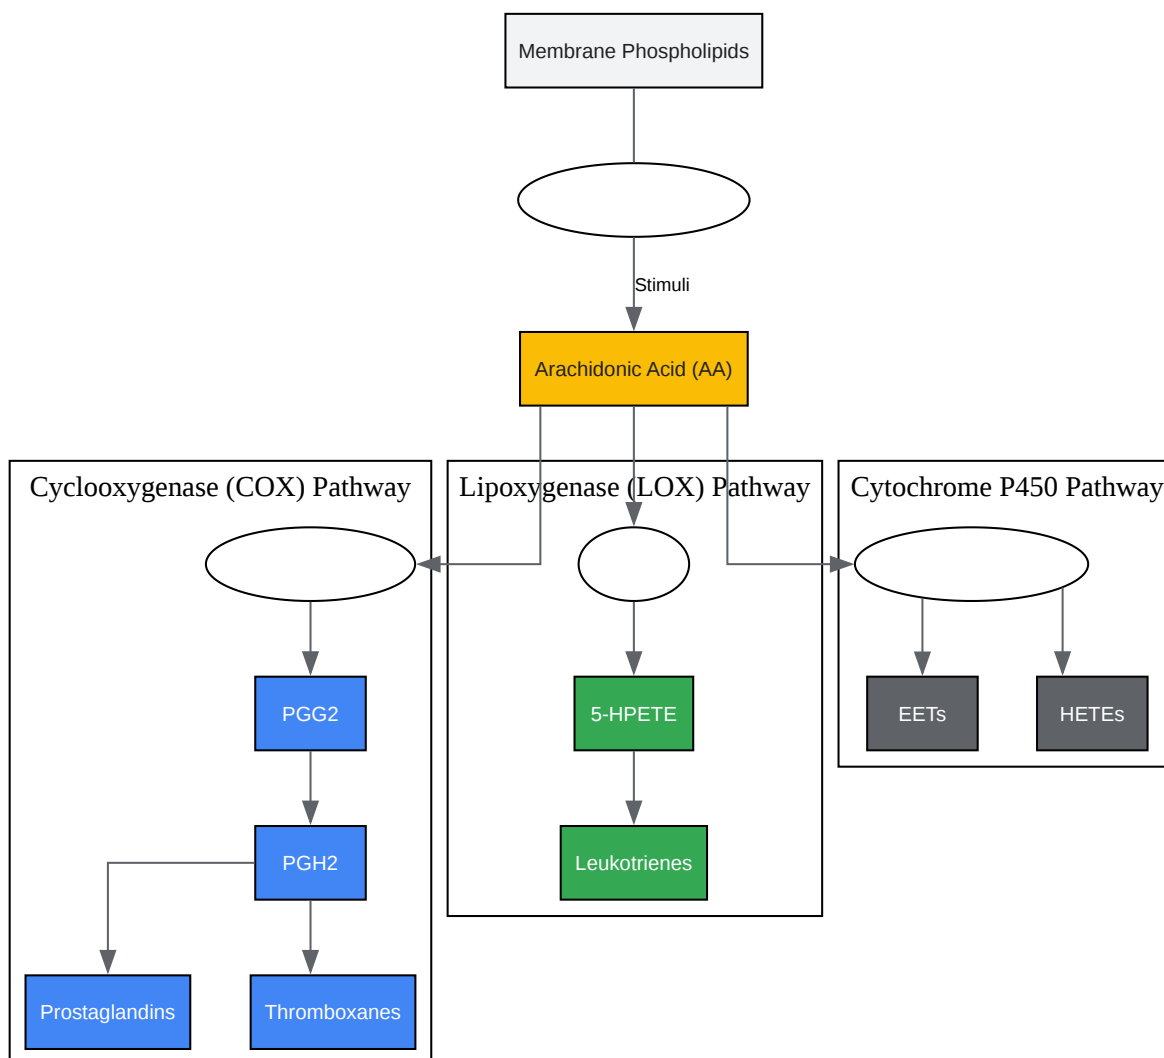 Membrane Phospholipids
Stimuli
Arachidonic Acid (AA)
Cyclooxygenase (COX) Pathway
Lipoxygenase (LOX) Pathway
Cytochrome P450 Pathway
PGG2
5-HPETE
EETs
HETEs
PGH2
Leukotrienes
Prostaglandins
Thromboxanes